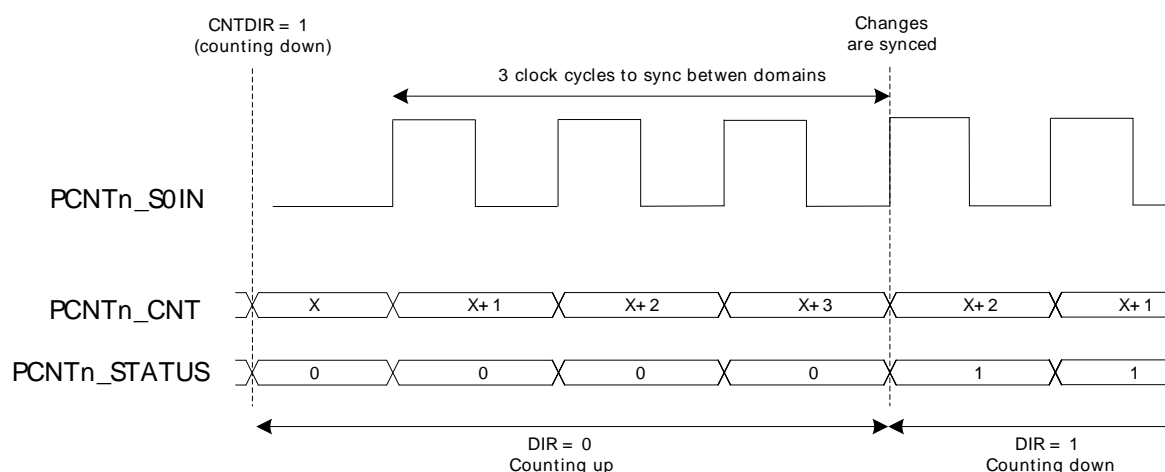 CNTDIR = 1
(counting down)
Changes
are synced
3 clock cycles to sync betwen domains
PCNTn_S0IN
PCNTn_CNT
X
X+1
X+2
X+3
X+2
X+1
PCNTn_STATUS
0
0
0
0
1
1
DIR = 0
Counting up
DIR = 1
Counting down